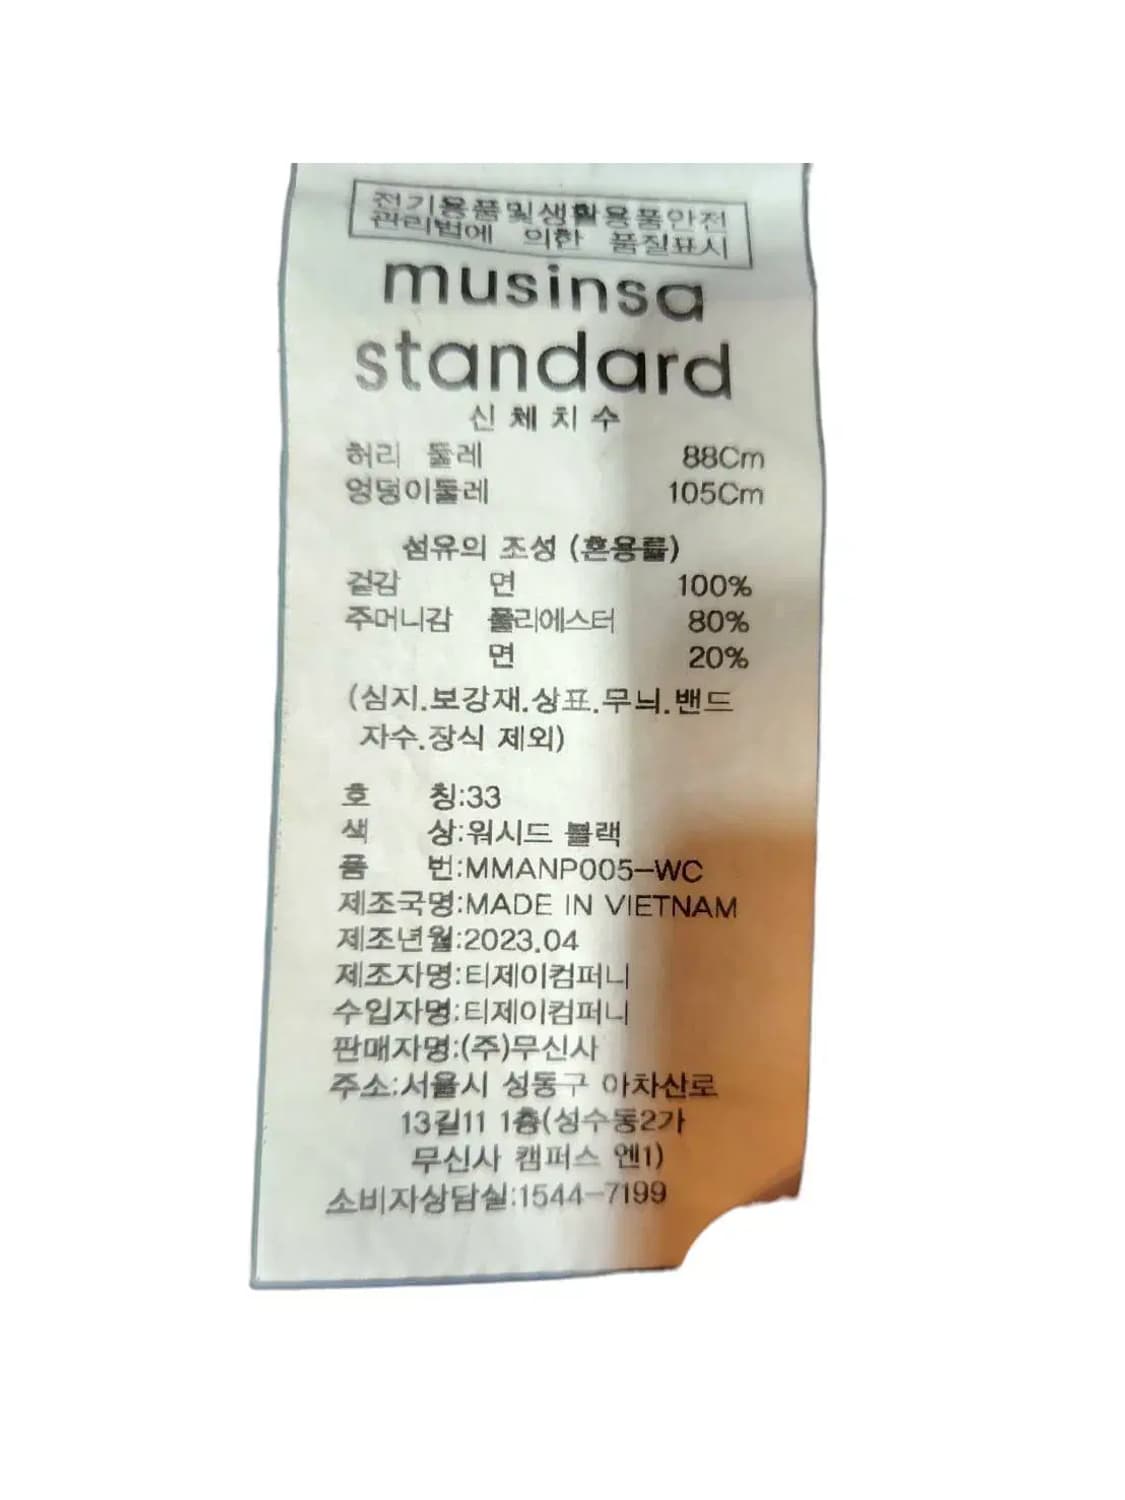 전기용품및생활용품안전
관리법에 의한 품질표시
musinsa
standard
신체치수
허리 둘레 88Cm
엉덩이둘레 105Cm
섬유의 조성 (혼용률)
겉감 면 100%
주머니감 폴리에스터 80%
면 20%
(심지.보강재.상표.무늬.밴드
자수.장식 제외)
호 칭:33
색 상:워시드 블랙
품 번:MMANP005-WC
제조국명:MADE IN VIETNAM
제조년월:2023.04
제조자명:티제이컴퍼니
수입자명:티제이컴퍼니
판매자명:(주)무신사
주소:서울시 성동구 아차산로
13길11 1층(성수동2가
무신사 캠퍼스 엔1)
소비자상담실:1544-7199